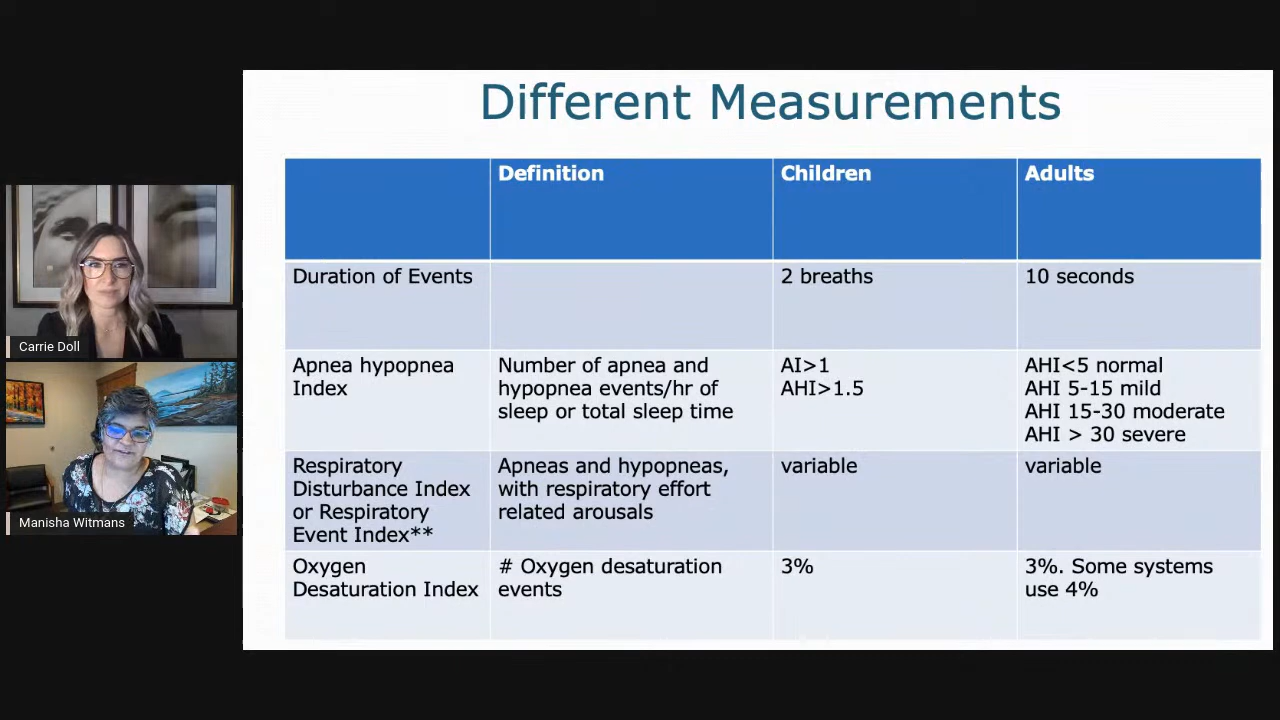 Different Measurements
Definition
Children
Adults
Duration of Events
2 breaths
10 seconds
Apnea hypopnea
Index
Number of apnea and
hypopnea events/hr of
sleep or total sleep time
AI>1
AHI>1.5
AHI<5 normal
AHI 5-15 mild
AHI 15-30 moderate
AHI > 30 severe
Respiratory
Disturbance Index
or Respiratory
Event Index**
Apneas and hypopneas,
with respiratory effort
related arousals
variable
variable
Oxygen
Desaturation Index
# Oxygen desaturation
events
3%
3%. Some systems
use 4%
Carrie Doll
Manisha Witmans